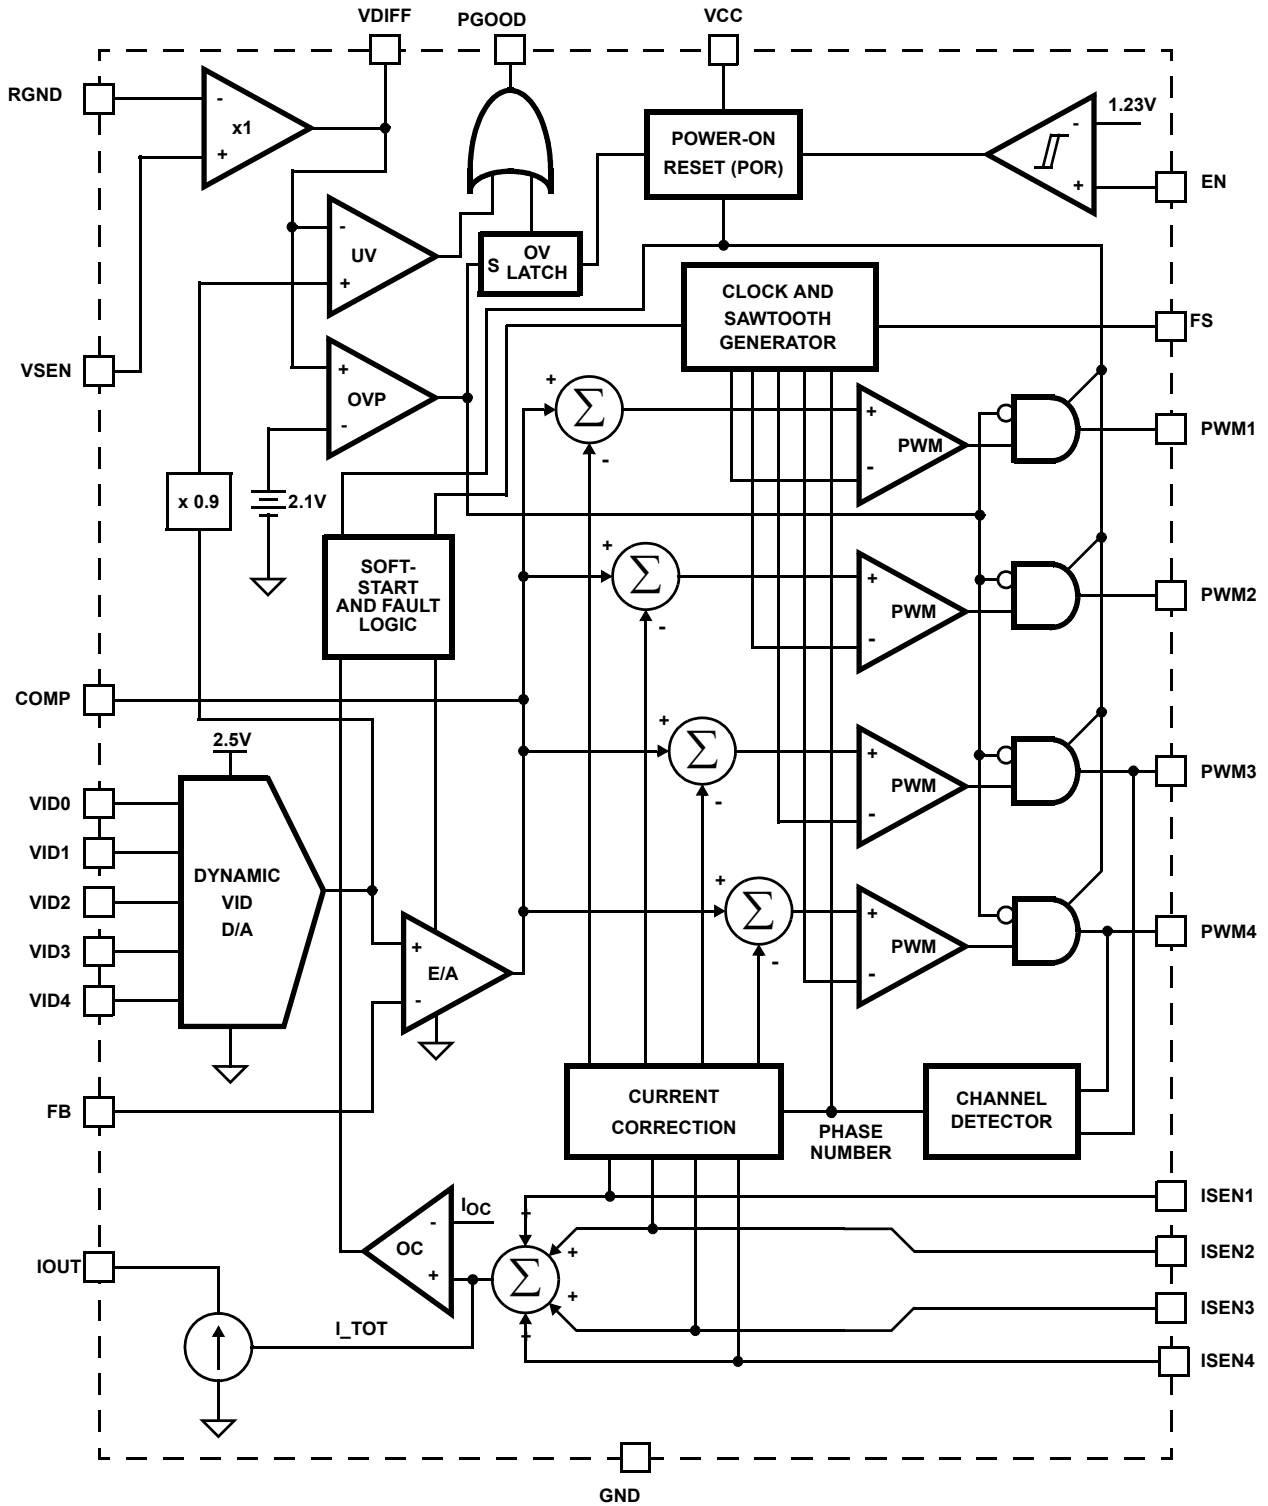 VDIFF
PGOOD
VCC
RGND
-
x1
+
POWER-ON
RESET (POR)
1.23V
-
+
EN
-
UV
+
S
OV
LATCH
CLOCK AND
SAWTOOTH
GENERATOR
FS
VSEN
+
OVP
-
+
Σ
-
+
PWM
-
PWM1
x 0.9
2.1V
SOFT-
START
AND FAULT
LOGIC
+
Σ
-
+
PWM
-
PWM2
COMP
2.5V
+
Σ
-
+
PWM
-
PWM3
VID0
VID1
VID2
VID3
VID4
DYNAMIC
VID
D/A
+
E/A
-
+
Σ
-
+
PWM
-
PWM4
FB
CURRENT
CORRECTION
PHASE
NUMBER
CHANNEL
DETECTOR
ISEN1
IOC
-
OC
+
+
Σ
+
+
+
ISEN2
IOUT
ISEN3
I_TOT
ISEN4
GND